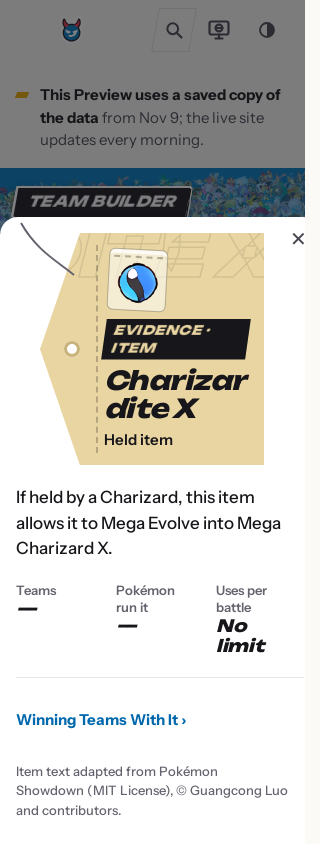 This Preview uses a saved copy of
the data from Nov 9; the live site
updates every morning.
TEAM BUILDER
EVIDENCE ·
ITEM
Charizar
dite X
Held item
If held by a Charizard, this item
allows it to Mega Evolve into Mega
Charizard X.
Teams
—
Pokémon
run it
—
Uses per
battle
No
limit
Winning Teams With It ›
Item text adapted from Pokémon
Showdown (MIT License), © Guangcong Luo
and contributors.